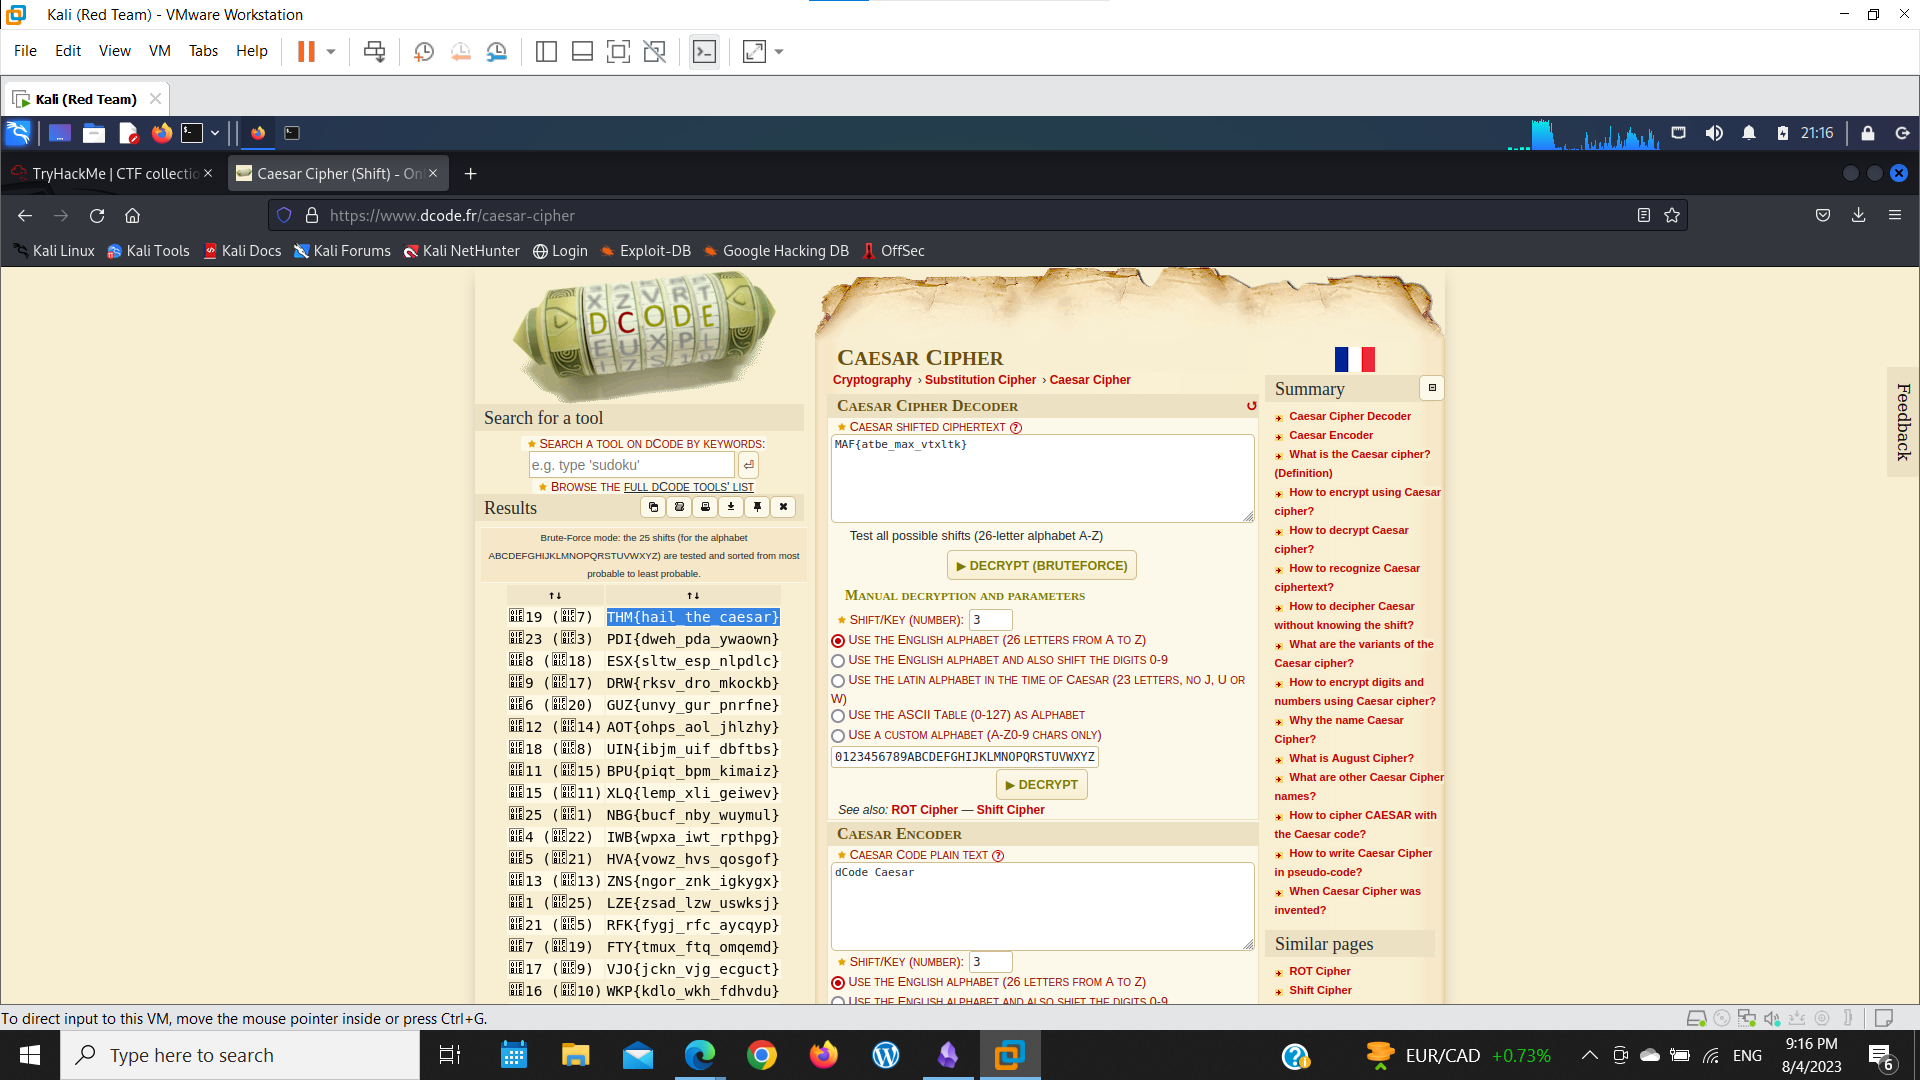 Kali (Red Team) - VMware Workstation
File Edit View VM Tabs Help
Kali (Red Team)
21:16
TryHackMe | CTF collectio
Caesar Cipher (Shift) - Onl
https://www.dcode.fr/caesar-cipher
Kali Linux Kali Tools Kali Docs Kali Forums Kali NetHunter Login Exploit-DB Google Hacking DB OffSec
DCODE
Search for a tool
SEARCH A TOOL ON DCODE BY KEYWORDS:
e.g. type 'sudoku'
BROWSE THE FULL DCODE TOOLS' LIST
Results
Brute-Force mode: the 25 shifts (for the alphabet
ABCDEFGHIJKLMNOPQRSTUVWXYZ) are tested and sorted from most
probable to least probable.
↑↓ ↑↓
19 (7) THM{hail_the_caesar}
23 (3) PDI{dweh_pda_ywaown}
8 (18) ESX{sltw_esp_nlpdlc}
9 (17) DRW{rksv_dro_mkockb}
6 (20) GUZ{unvy_gur_pnrfne}
12 (14) AOT{ohps_aol_jhlzhy}
18 (8) UIN{ibjm_uif_dbftbs}
11 (15) BPU{piqt_bpm_kimaiz}
15 (11) XLQ{lemp_xli_geiwev}
25 (1) NBG{bucf_nby_wuymul}
4 (22) IWB{wpxa_iwt_rpthpg}
5 (21) HVA{vowz_hvs_qosgof}
13 (13) ZNS{ngor_znk_igkygx}
1 (25) LZE{zsad_lzw_uswksj}
21 (5) RFK{fygj_rfc_aycqyp}
7 (19) FTY{tmux_ftq_omqemd}
17 (9) VJO{jckn_vjg_ecguct}
16 (10) WKP{kdlo_wkh_fdhvdu}
CAESAR CIPHER
Cryptography › Substitution Cipher › Caesar Cipher
CAESAR CIPHER DECODER
CAESAR SHIFTED CIPHERTEXT ?
MAF{atbe_max_vtxltk}
Test all possible shifts (26-letter alphabet A-Z)
▶ DECRYPT (BRUTEFORCE)
MANUAL DECRYPTION AND PARAMETERS
SHIFT/KEY (NUMBER): 3
USE THE ENGLISH ALPHABET (26 LETTERS FROM A TO Z)
USE THE ENGLISH ALPHABET AND ALSO SHIFT THE DIGITS 0-9
USE THE LATIN ALPHABET IN THE TIME OF CAESAR (23 LETTERS, NO J, U OR
W)
USE THE ASCII TABLE (0-127) AS ALPHABET
USE A CUSTOM ALPHABET (A-Z0-9 CHARS ONLY)
0123456789ABCDEFGHIJKLMNOPQRSTUVWXYZ
▶ DECRYPT
See also: ROT Cipher — Shift Cipher
CAESAR ENCODER
CAESAR CODE PLAIN TEXT ?
dCode Caesar
SHIFT/KEY (NUMBER): 3
USE THE ENGLISH ALPHABET (26 LETTERS FROM A TO Z)
USE THE ENGLISH ALPHABET AND ALSO SHIFT THE DIGITS 0-9
Summary
Caesar Cipher Decoder
Caesar Encoder
What is the Caesar cipher?
(Definition)
How to encrypt using Caesar
cipher?
How to decrypt Caesar
cipher?
How to recognize Caesar
ciphertext?
How to decipher Caesar
without knowing the shift?
What are the variants of the
Caesar cipher?
How to encrypt digits and
numbers using Caesar cipher?
Why the name Caesar
Cipher?
What is August Cipher?
What are other Caesar Cipher
names?
How to cipher CAESAR with
the Caesar code?
How to write Caesar Cipher
in pseudo-code?
When Caesar Cipher was
invented?
Similar pages
ROT Cipher
Shift Cipher
Feedback
To direct input to this VM, move the mouse pointer inside or press Ctrl+G.
Type here to search
EUR/CAD +0.73%
ENG
9:16 PM
8/4/2023
6